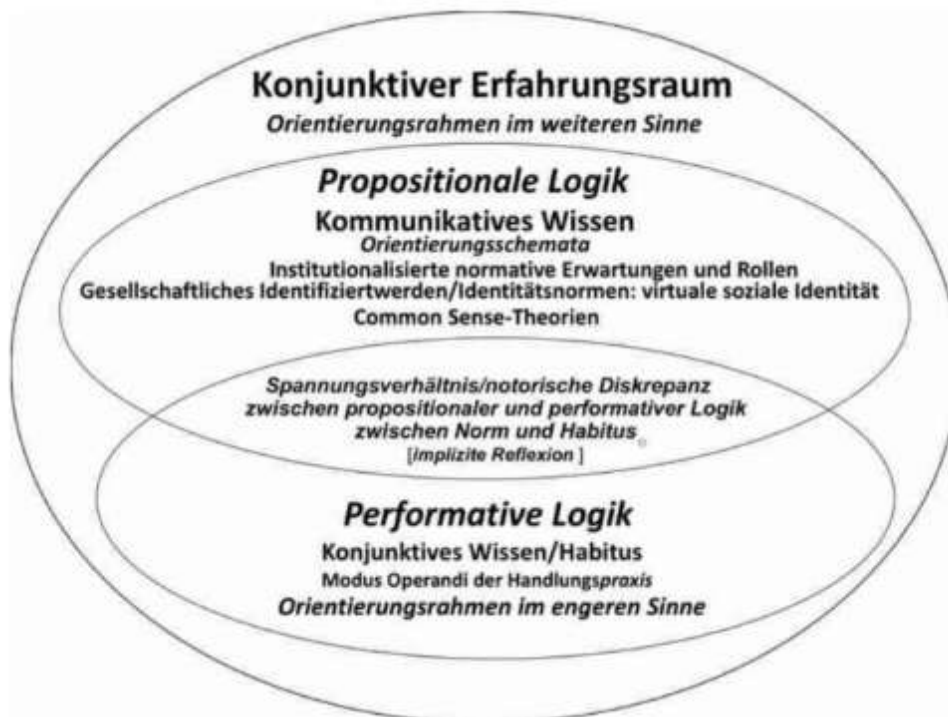 Konjunktiver Erfahrungsraum
Orientierungsrahmen im weiteren Sinne
Propositionale Logik
Kommunikatives Wissen
Orientierungsschemata
Institutionalisierte normative Erwartungen und Rollen
Gesellschaftliches Identifiziertwerden/Identitätsnormen: virtuale soziale Identität
Common Sense-Theorien
Spannungsverhältnis/notorische Diskrepanz
zwischen propositionaler und performativer Logik
zwischen Norm und Habitus
[implizite Reflexion ]
Performative Logik
Konjunktives Wissen/Habitus
Modus Operandi der Handlungspraxis
Orientierungsrahmen im engeren Sinne